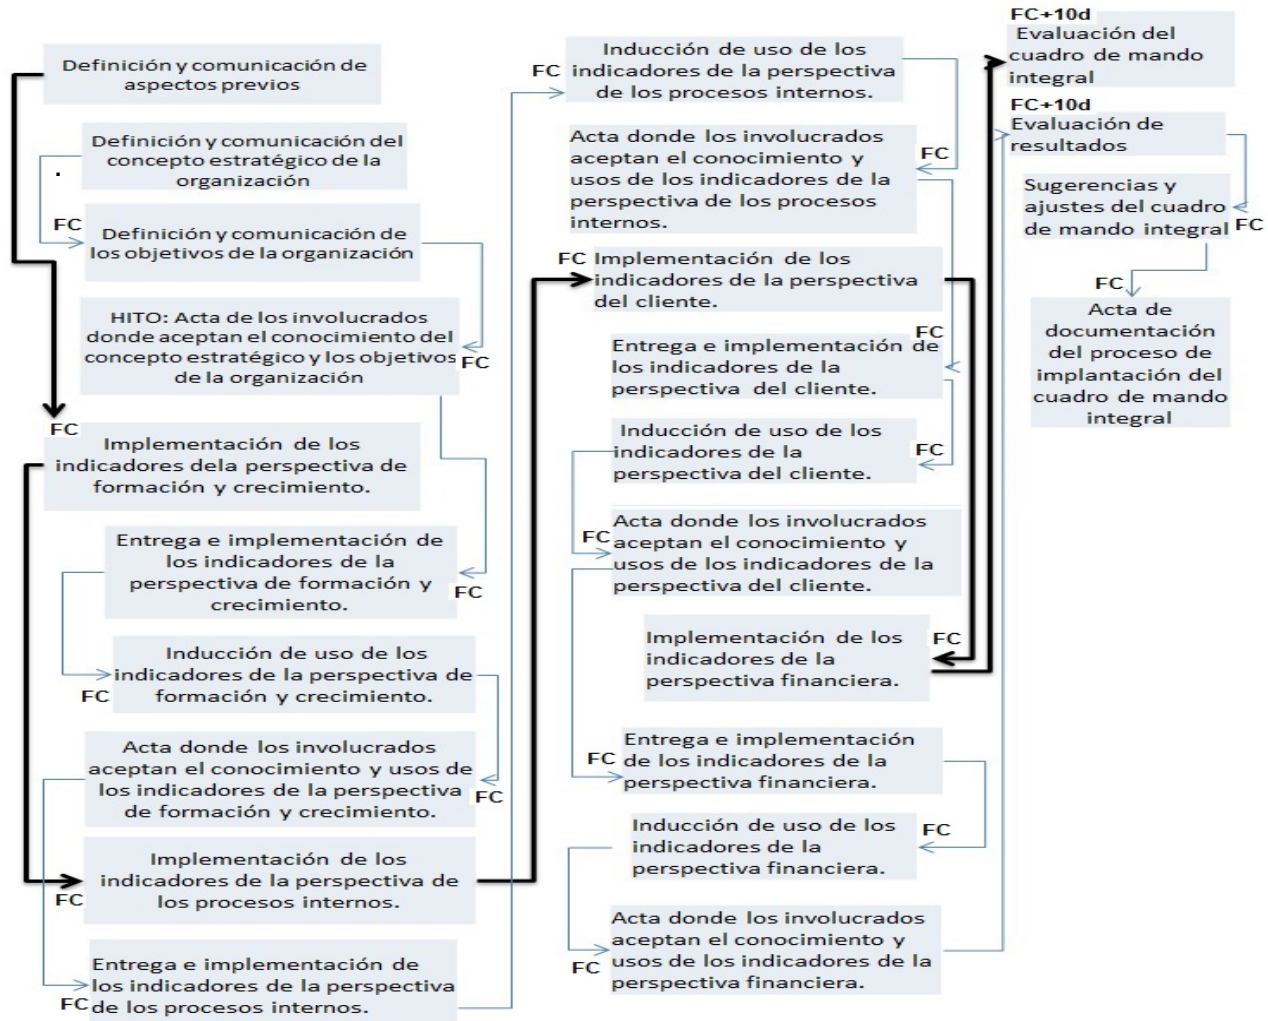 Definición y comunicación de
aspectos previos
Definición y comunicación del
concepto estratégico de la
organización
.
FC
Definición y comunicación de
los objetivos de la organización
HITO: Acta de los involucrados
donde aceptan el conocimiento del
concepto estratégico y los objetivos
de la organización
FC
FC
Implementación de los
indicadores dela perspectiva de
formación y crecimiento.
Entrega e implementación de
los indicadores de la
perspectiva de formación y
crecimiento.
FC
Inducción de uso de los
indicadores de la perspectiva de
formación y crecimiento.
FC
Acta donde los involucrados
aceptan el conocimiento y usos de
los indicadores de la perspectiva
de formación y crecimiento.
FC
Implementación de los
indicadores de la perspectiva de
los procesos internos.
FC
Entrega e implementación de
los indicadores de la perspectiva
FC de los procesos internos.
Inducción de uso de los
FC indicadores de la perspectiva
de los procesos internos.
Acta donde los involucrados
aceptan el conocimiento y
usos de los indicadores de la
perspectiva de los procesos
internos.
FC
FC Implementación de los
indicadores de la perspectiva
del cliente.
FC
Entrega e implementación de
los indicadores de la
perspectiva del cliente.
Inducción de uso de los
indicadores de la
perspectiva del cliente.
FC
Acta donde los involucrados
FC aceptan el conocimiento y
usos de los indicadores de la
perspectiva del cliente.
Implementación de los
indicadores de la
perspectiva financiera.
FC
Entrega e implementación
FC de los indicadores de la
perspectiva financiera.
Inducción de uso de los
indicadores de la
perspectiva financiera.
FC
Acta donde los involucrados
aceptan el conocimiento y
FC usos de los indicadores de la
perspectiva financiera.
FC+10d
Evaluación del
cuadro de mando
integral
FC+10d
Evaluación de
resultados
Sugerencias y
ajustes del cuadro
de mando integral
FC
FC
Acta de
documentación
del proceso de
implantación del
cuadro de mando
integral